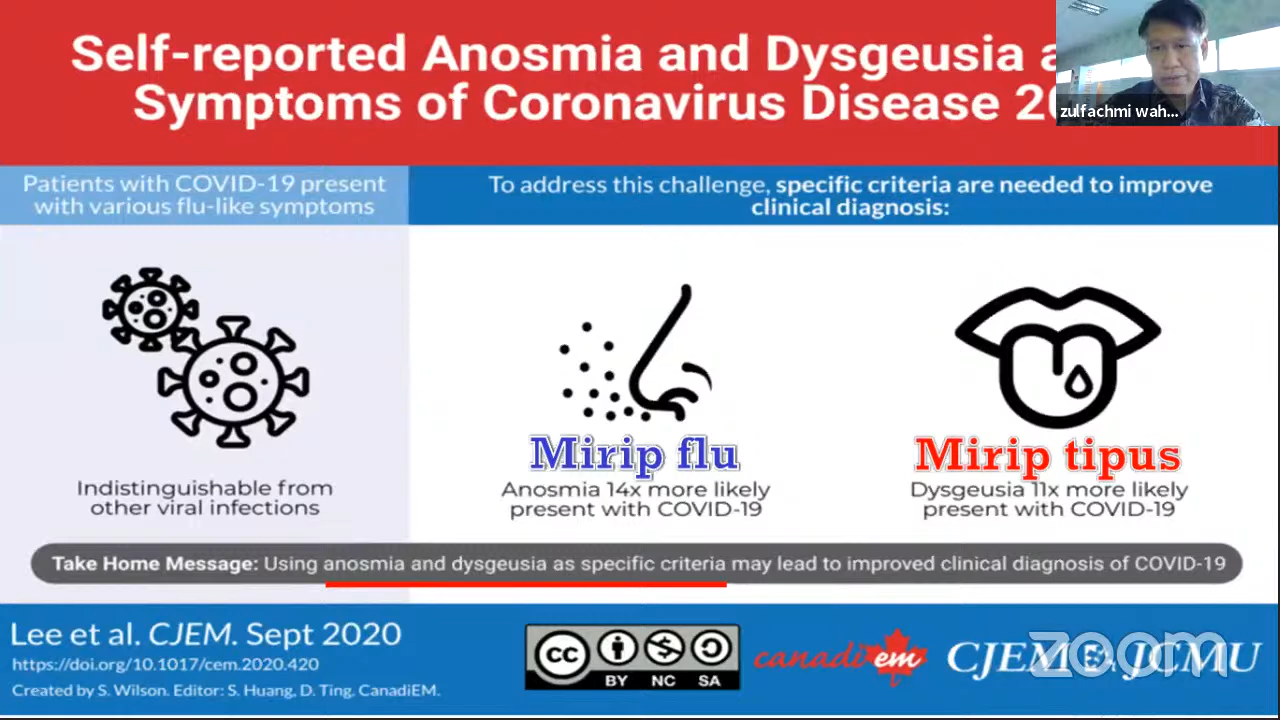 Self-reported Anosmia and Dysgeusia a
Symptoms of Coronavirus Disease 20
zulfachmi wah...
Patients with COVID-19 present
with various flu-like symptoms
To address this challenge, specific criteria are needed to improve
clinical diagnosis:
Indistinguishable from
other viral infections
Mirip flu
Anosmia 14x more likely
present with COVID-19
Mirip tipus
Dysgeusia 11x more likely
present with COVID-19
Take Home Message: Using anosmia and dysgeusia as specific criteria may lead to improved clinical diagnosis of COVID-19
Lee et al. CJEM. Sept 2020
https://doi.org/10.1017/cem.2020.420
Created by S. Wilson. Editor: S. Huang, D. Ting, CanadiEM.
cc
BY NC SA
canadiem
CJEM JCMU
zoom